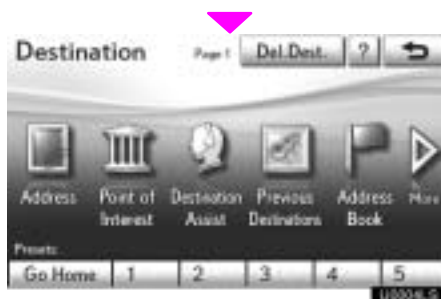 Destination Page 1 Del.Dest. ?
Address Point of Interest Destination Assist Previous Destinations Address Book More
Presets
Go Home 1 2 3 4 5